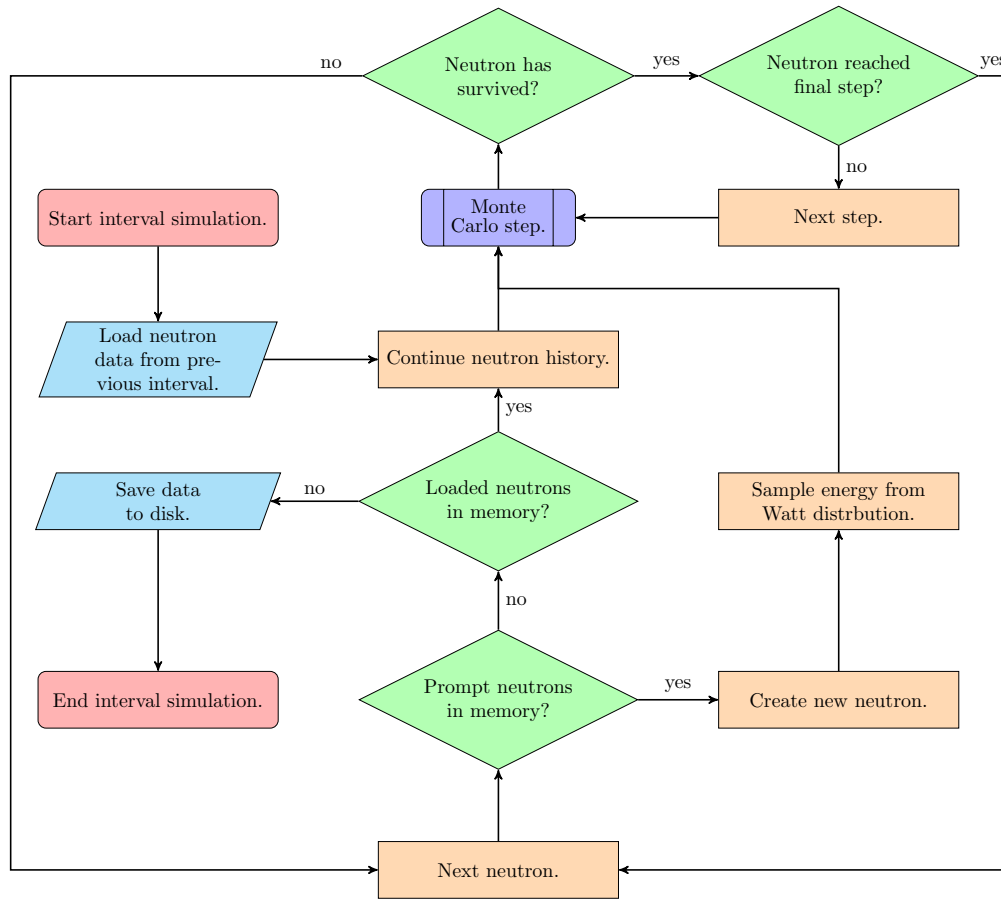 no
Neutron has
survived?
yes
Neutron reached
final step?
yes
no
Start interval simulation.
Monte
Carlo step.
Next step.
Load neutron
data from pre-
vious interval.
Continue neutron history.
yes
Save data
to disk.
no
Loaded neutrons
in memory?
Sample energy from
Watt distrbution.
no
End interval simulation.
Prompt neutrons
in memory?
yes
Create new neutron.
Next neutron.